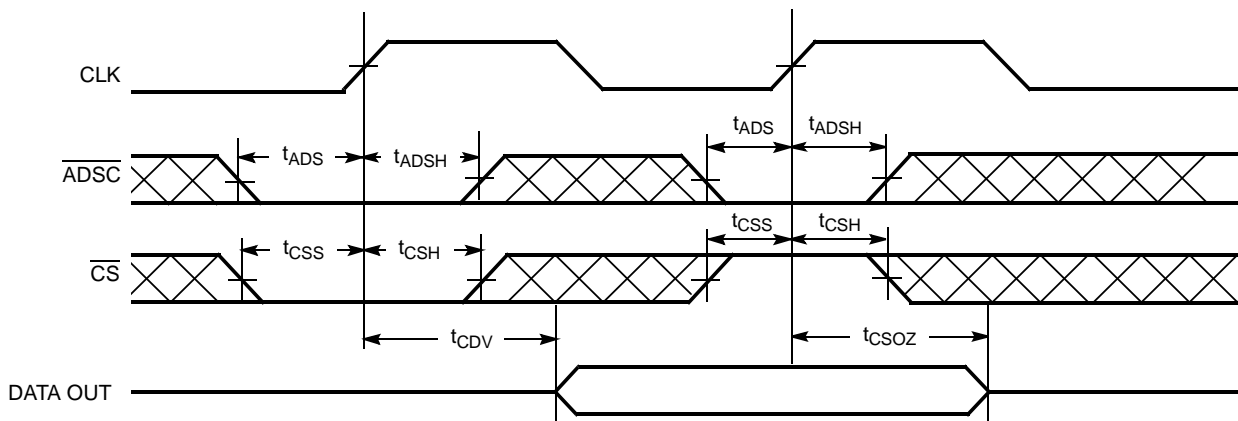 CLK
tADS
tADSH
ADSC
tADS
tADSH
CS
tCSS
tCSH
tCSS
tCSH
tCDV
tCSOZ
DATA OUT